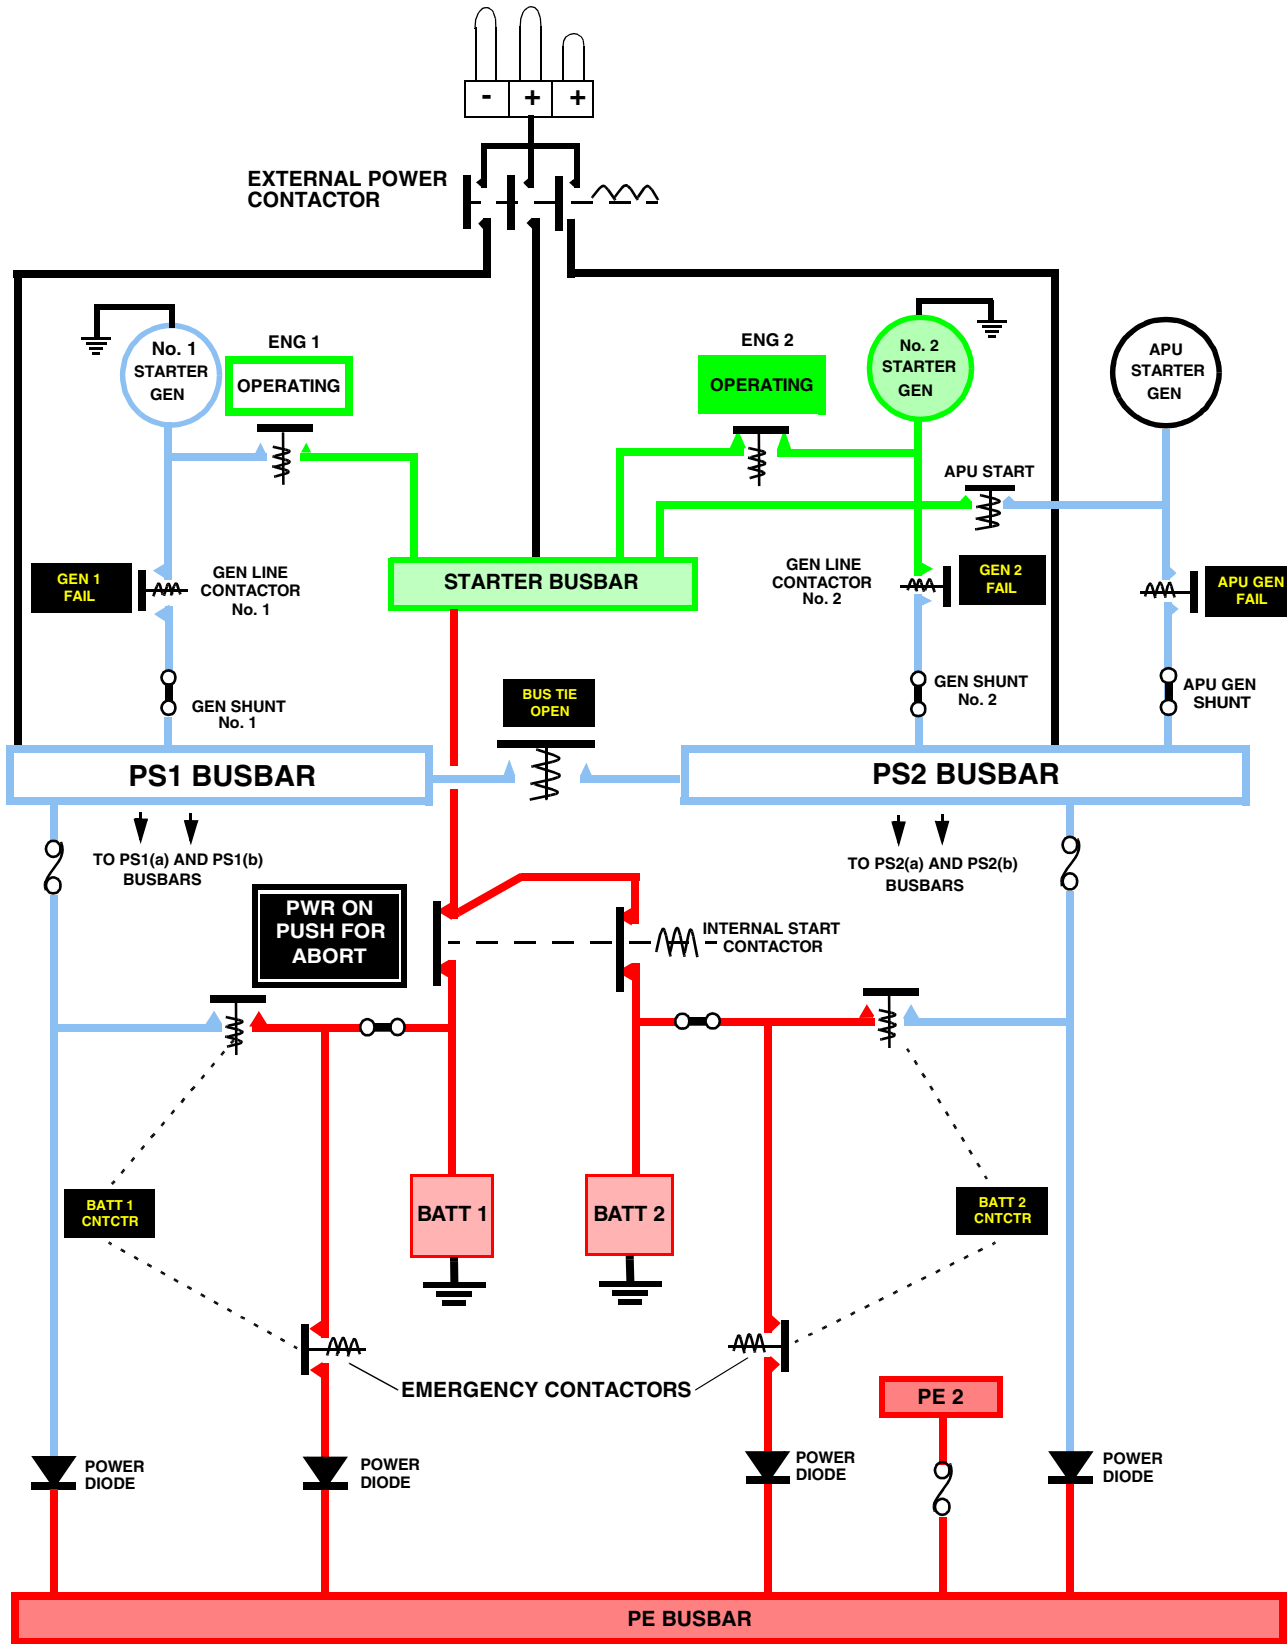 - + +
EXTERNAL POWER
CONTACTOR
No. 1
STARTER
GEN
ENG 1
OPERATING
ENG 2
OPERATING
No. 2
STARTER
GEN
APU
STARTER
GEN
APU START
GEN 1
FAIL
GEN LINE
CONTACTOR
No. 1
STARTER BUSBAR
GEN LINE
CONTACTOR
No. 2
GEN 2
FAIL
APU GEN
FAIL
GEN SHUNT
No. 1
BUS TIE
OPEN
GEN SHUNT
No. 2
APU GEN
SHUNT
PS1 BUSBAR
PS2 BUSBAR
TO PS1(a) AND PS1(b)
BUSBARS
TO PS2(a) AND PS2(b)
BUSBARS
PWR ON
PUSH FOR
ABORT
INTERNAL START
CONTACTOR
BATT 1
CNTCTR
BATT 1
BATT 2
BATT 2
CNTCTR
EMERGENCY CONTACTORS
PE 2
POWER
DIODE
POWER
DIODE
POWER
DIODE
POWER
DIODE
PE BUSBAR